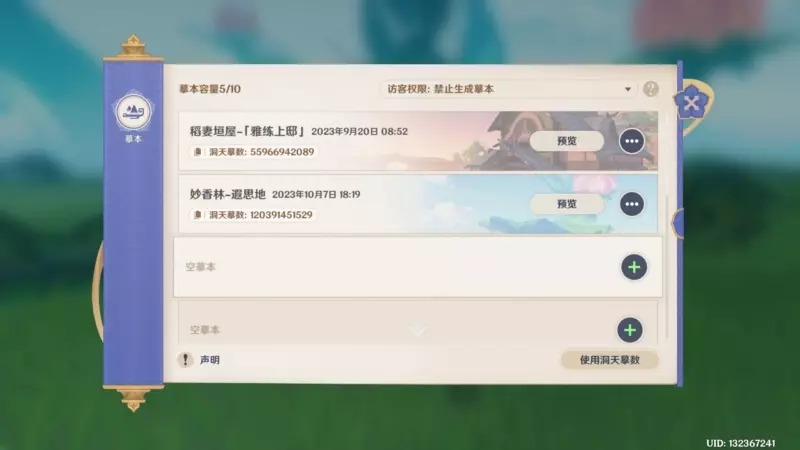 摹本容量5/10
访客权限: 禁止生成摹本
?
摹本
稻妻垣屋-「雅练上邸」 2023年9月20日 08:52
洞天摹数: 55966942089
预览
妙香林-遐思地 2023年10月7日 18:19
洞天摹数: 120391451529
预览
空摹本
空摹本
声明
使用洞天摹数
UID: 132367241